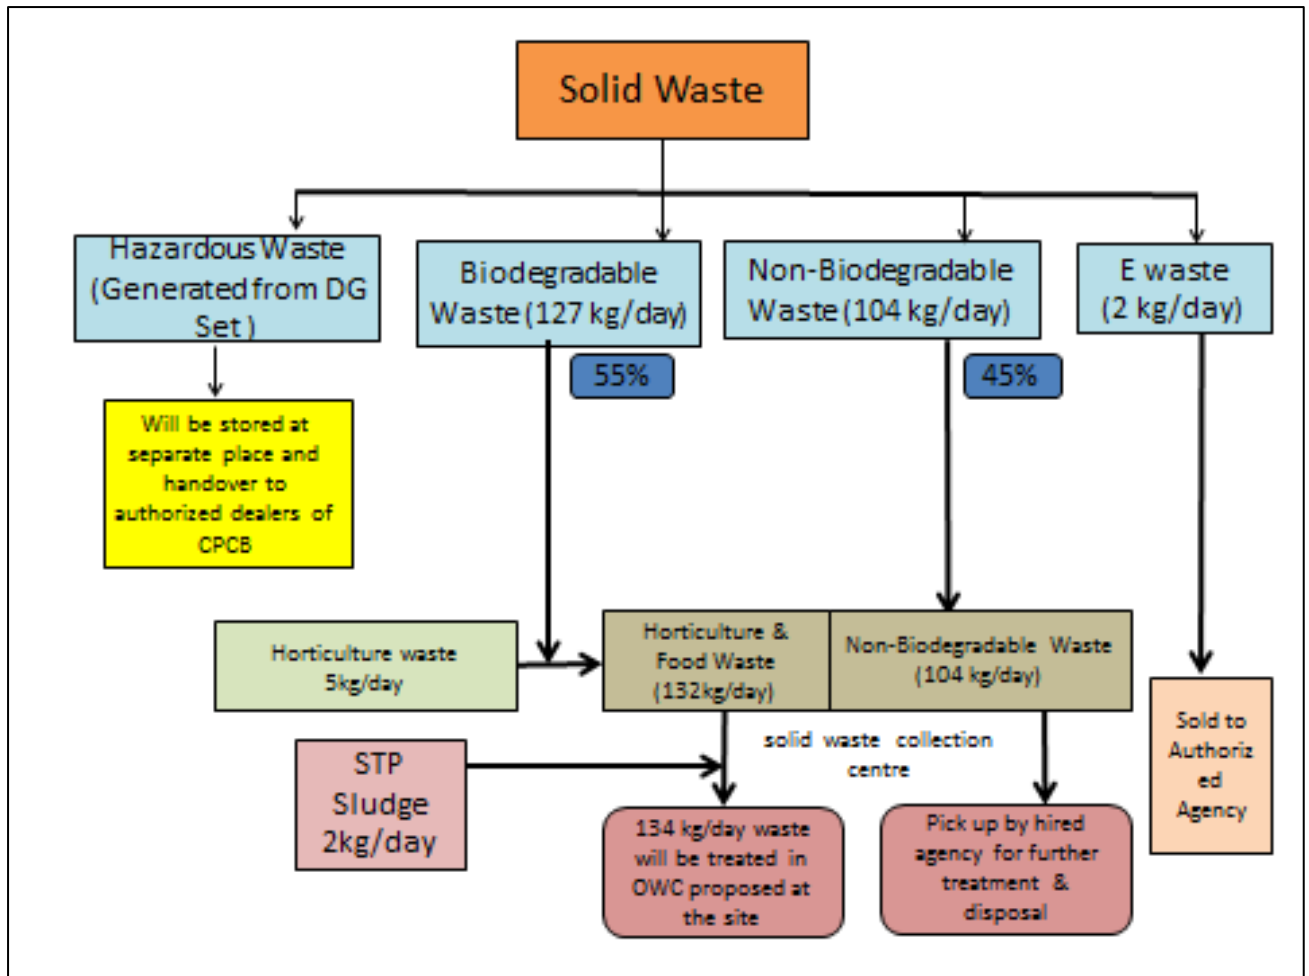 Solid Waste
Hazardous Waste
(Generated from DG
Set )
Biodegradable
Waste (127 kg/day)
Non-Biodegradable
Waste (104 kg/day)
E waste
(2 kg/day)
55%
45%
Will be stored at
separate place and
handover to
authorized dealers of
CPCB
Horticulture waste
5kg/day
Horticulture &
Food Waste
(132kg/day)
Non-Biodegradable Waste
(104 kg/day)
solid waste collection
centre
STP
Sludge
2kg/day
Sold to
Authoriz
ed
Agency
134 kg/day waste
will be treated in
OWC proposed at
the site
Pick up by hired
agency for further
treatment &
disposal